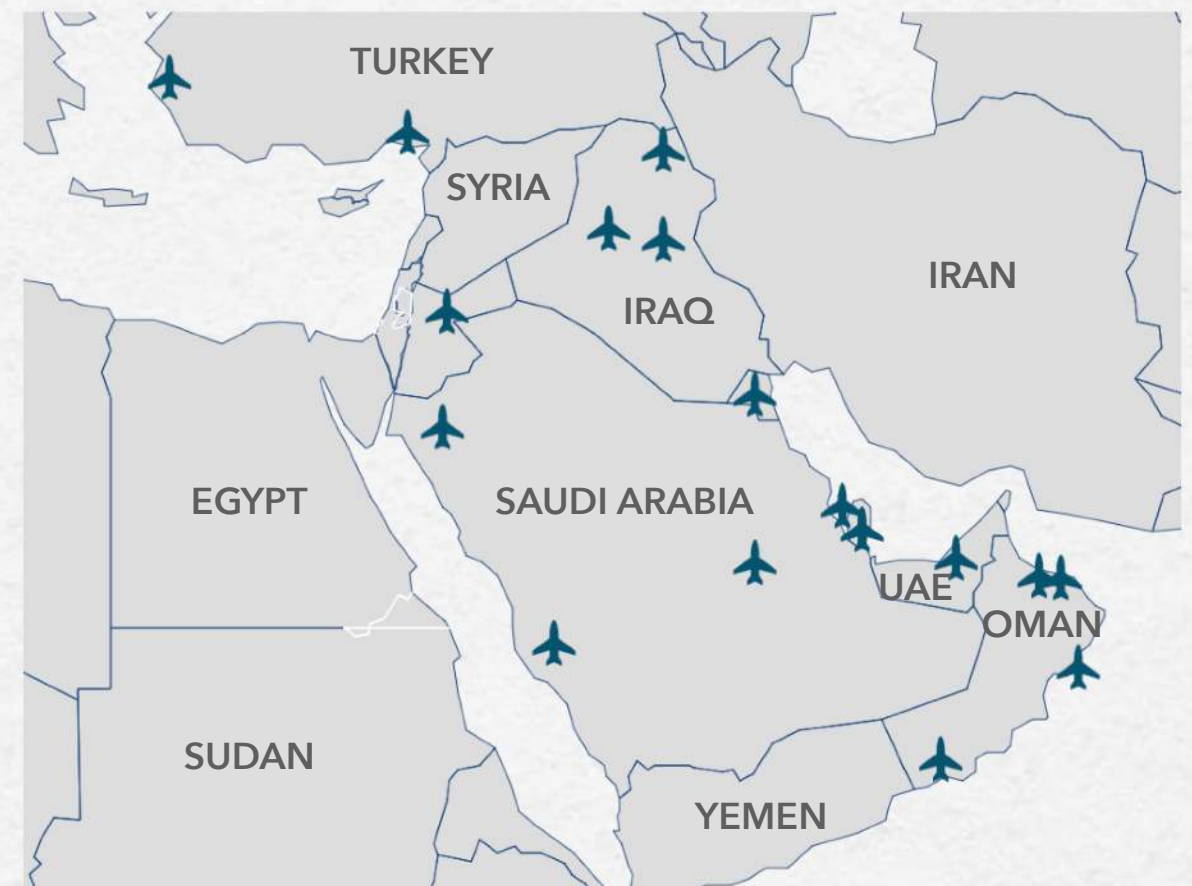 TURKEY
SYRIA
IRAN
IRAQ
EGYPT
SAUDI ARABIA
UAE
OMAN
SUDAN
YEMEN